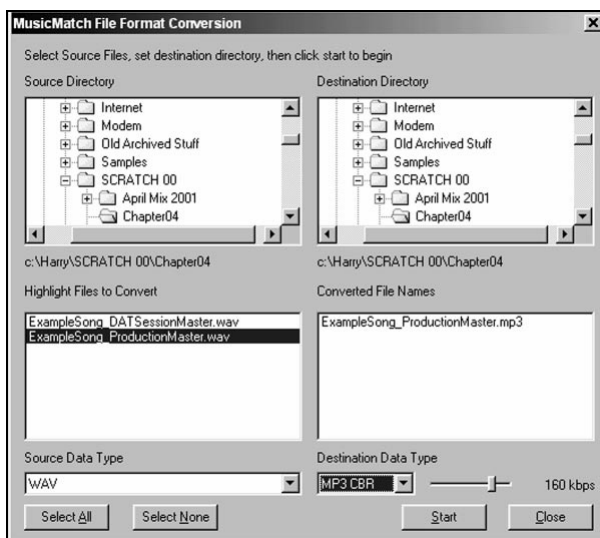 MusicMatch File Format Conversion
Select Source Files, set destination directory, then click start to begin
Source Directory
Internet
Modem
Old Archived Stuff
Samples
SCRATCH 00
April Mix 2001
Chapter04
c:\Harry\SCRATCH 00\Chapter04
Destination Directory
Internet
Modem
Old Archived Stuff
Samples
SCRATCH 00
April Mix 2001
Chapter04
c:\Harry\SCRATCH 00\Chapter04
Highlight Files to Convert
ExampleSong_DATSessionMaster.wav
ExampleSong_ProductionMaster.wav
Converted File Names
ExampleSong_ProductionMaster.mp3
Source Data Type
WAV
Destination Data Type
MP3 CBR
160 kbps
Select All
Select None
Start
Close